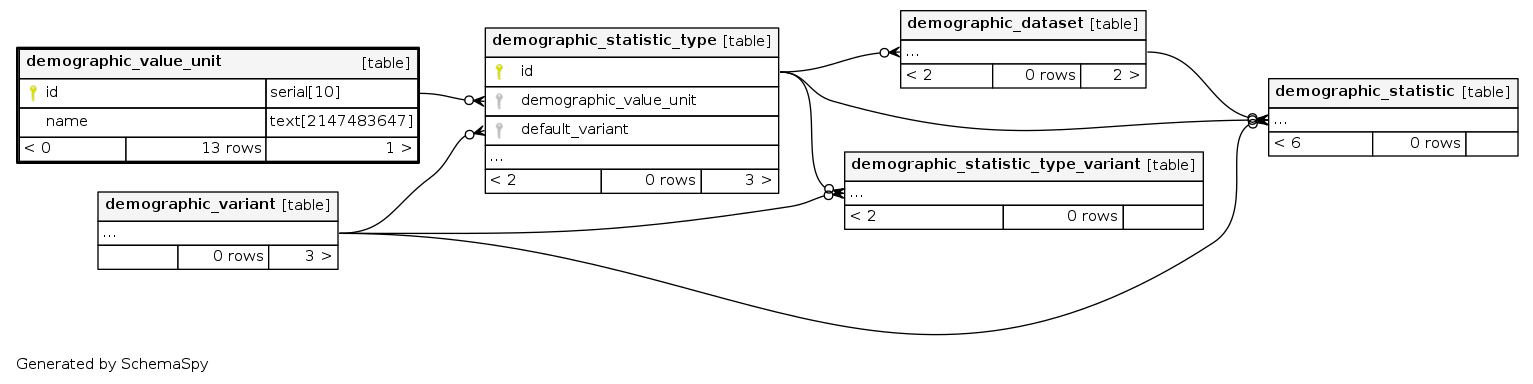 demographic_value_unit [table]
id serial[10]
name text[2147483647]
< 0 13 rows 1 >
demographic_variant [table]
...
0 rows 3 >
demographic_statistic_type [table]
id
demographic_value_unit
default_variant
...
< 2 0 rows 3 >
demographic_dataset [table]
...
< 2 0 rows 2 >
demographic_statistic_type_variant [table]
...
< 2 0 rows
demographic_statistic [table]
...
< 6 0 rows
Generated by SchemaSpy